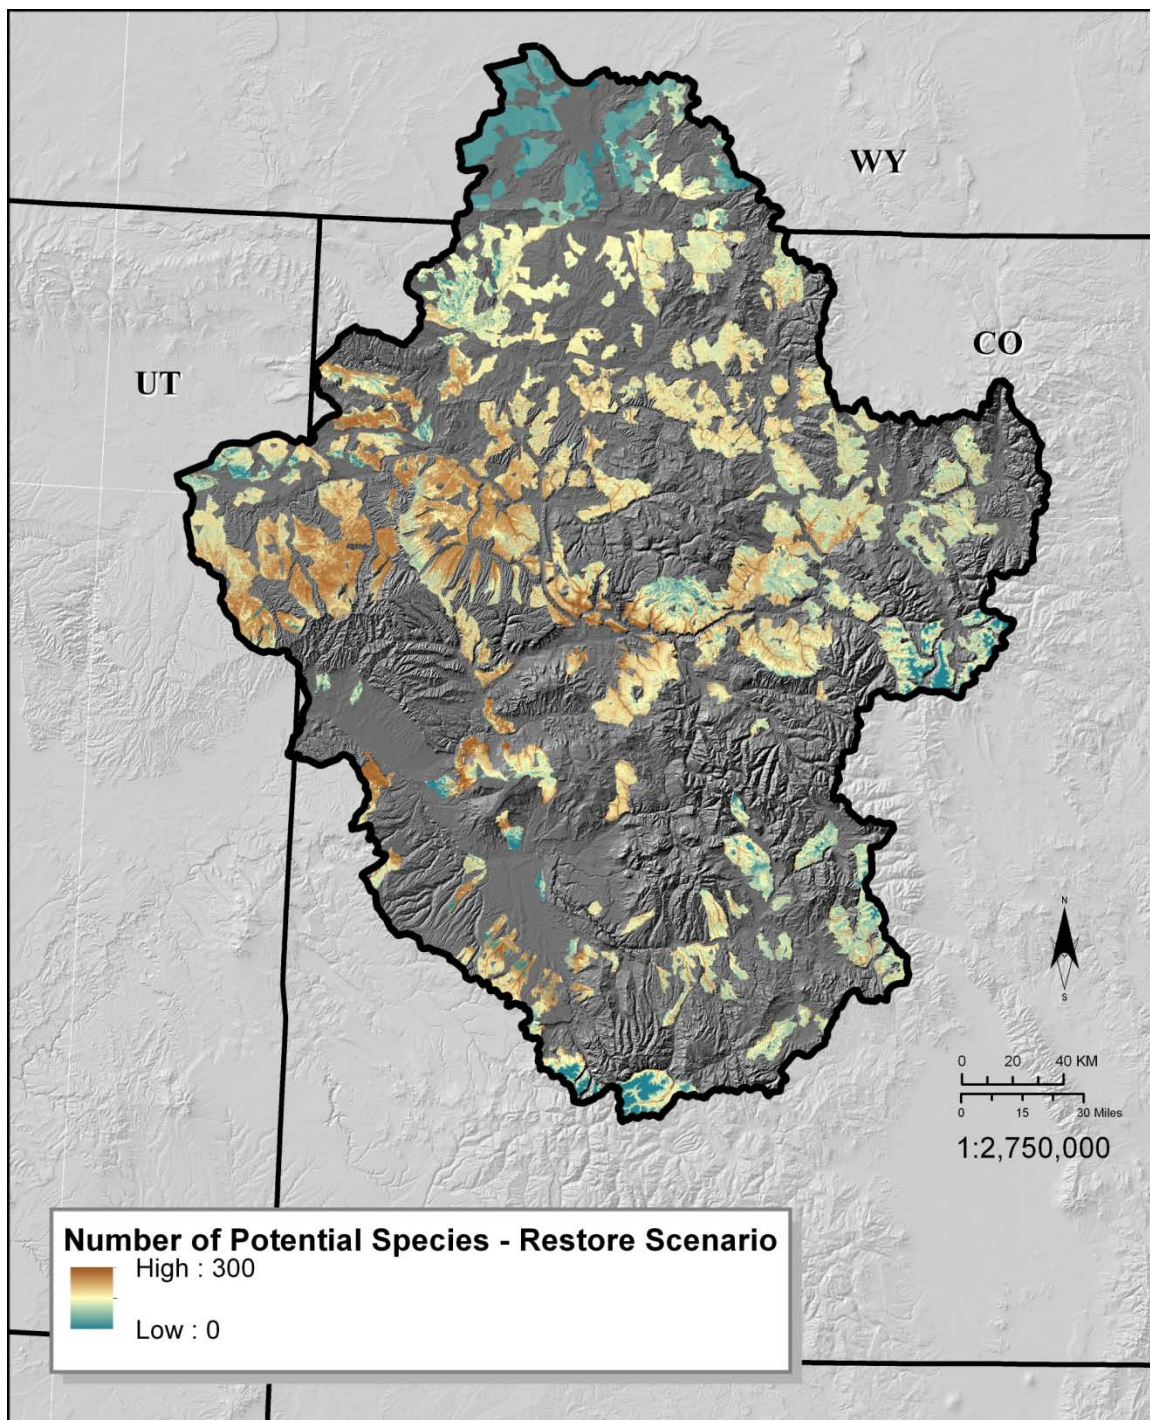 WY
CO
UT
N
S
0 20 40 KM
0 15 30 Miles
1:2,750,000
Number of Potential Species - Restore Scenario
High : 300
Low : 0